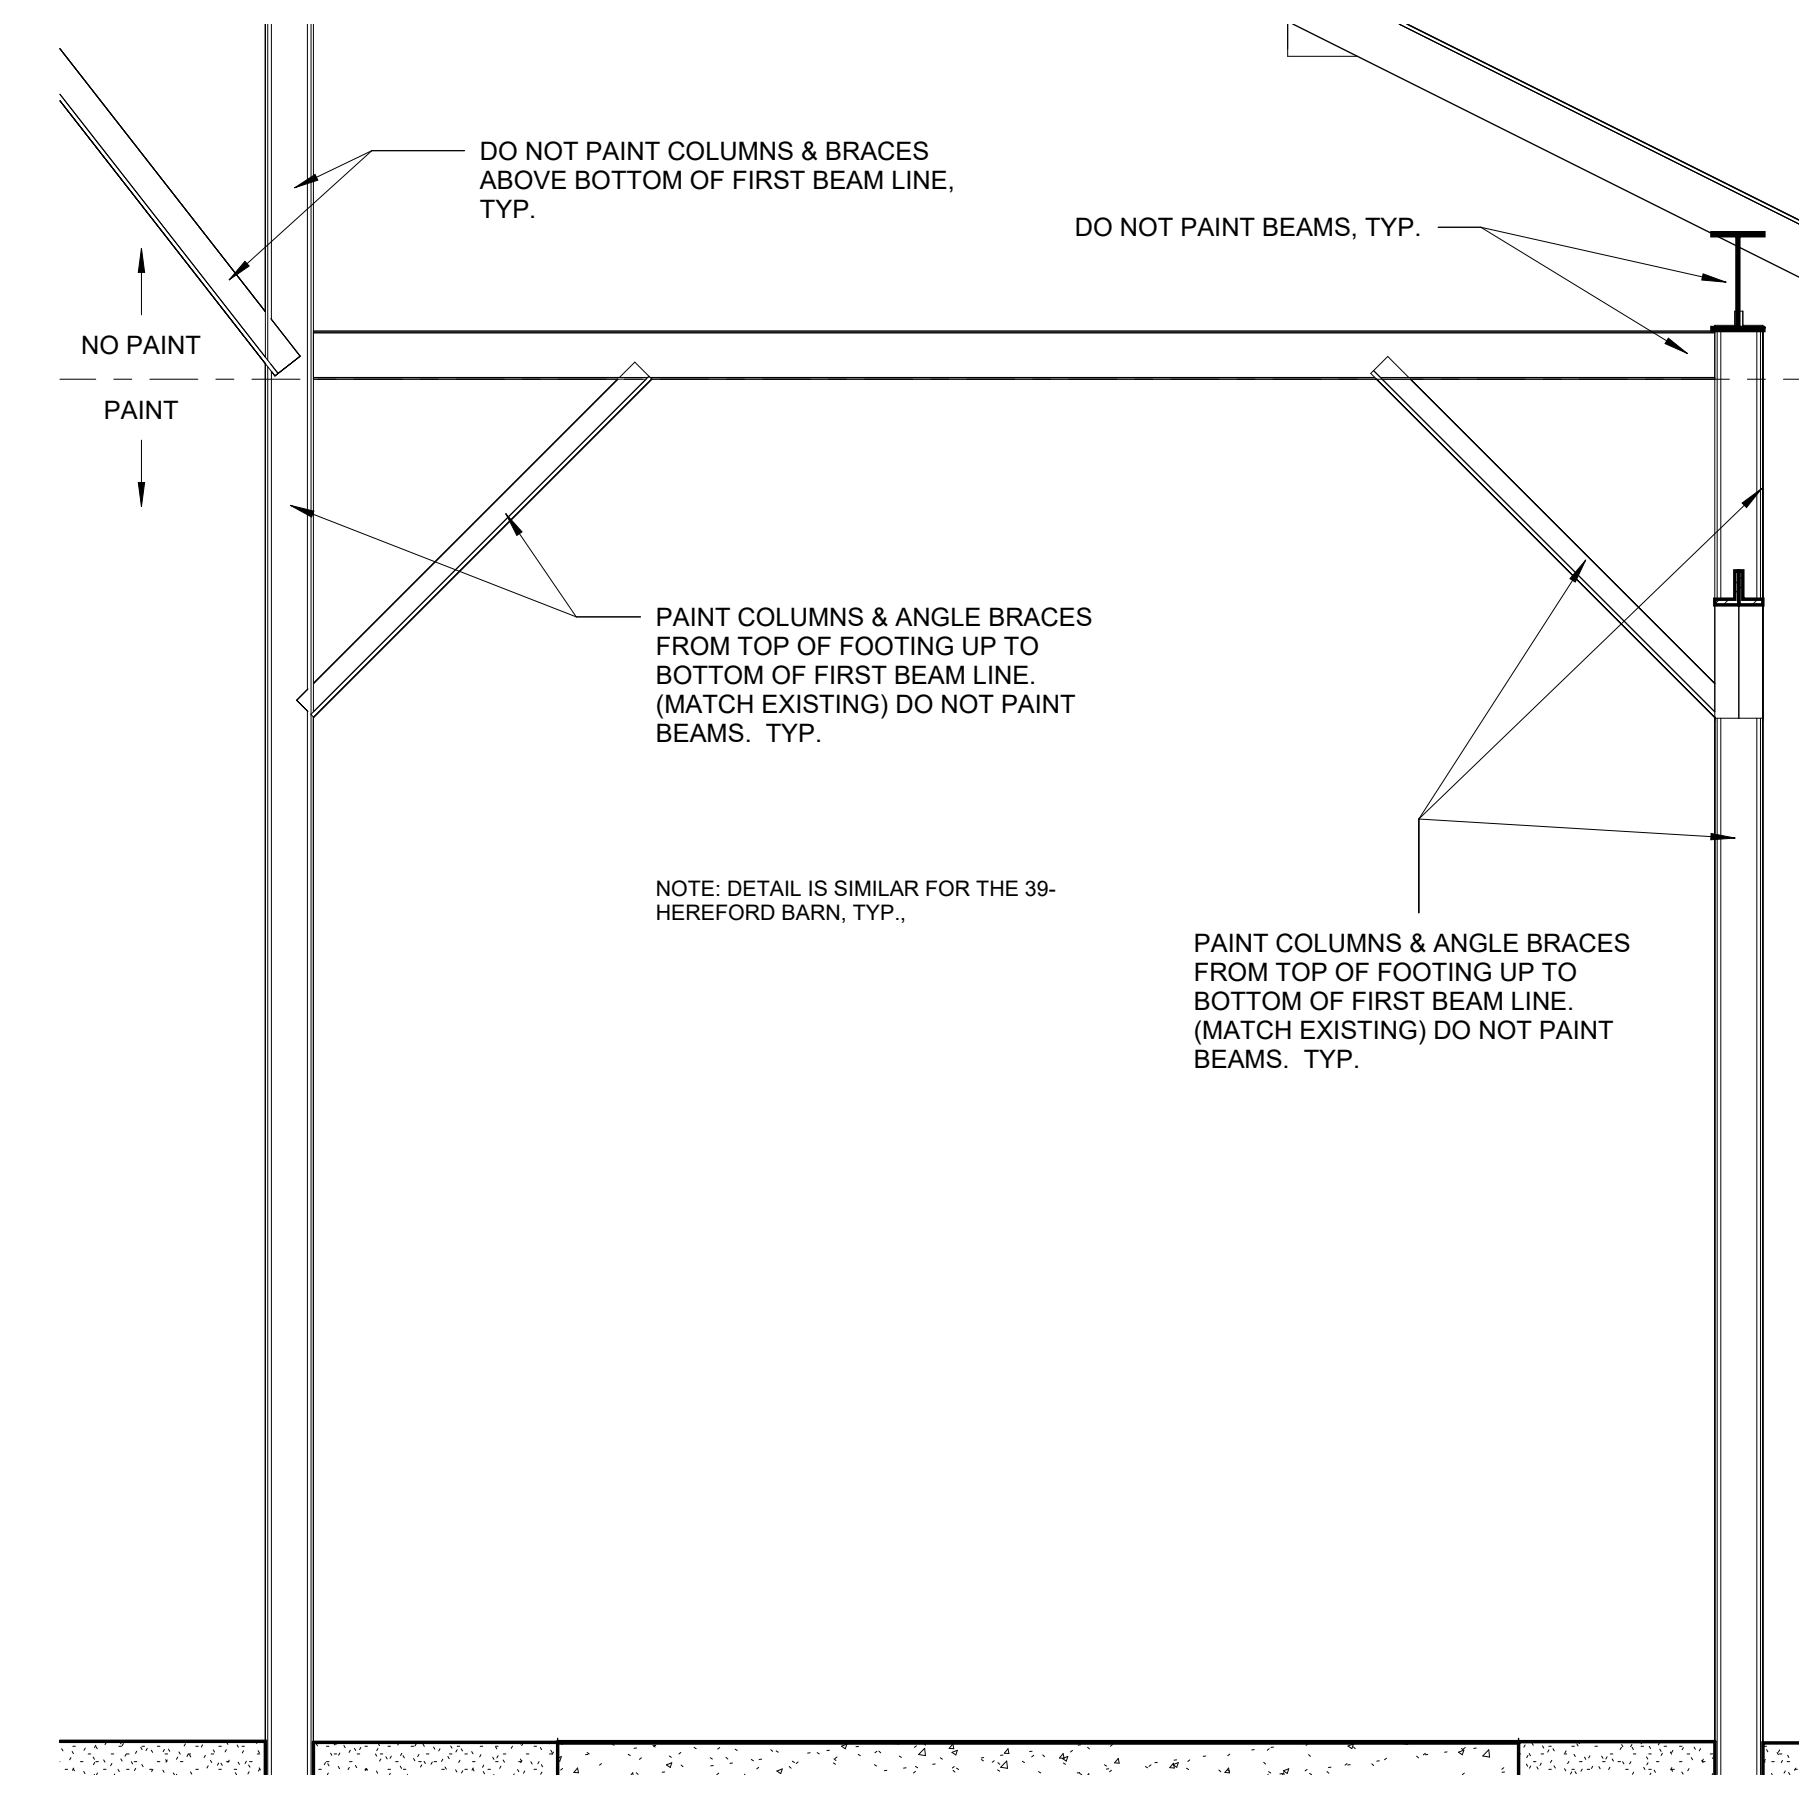 DO NOT PAINT COLUMNS & BRACES
ABOVE BOTTOM OF FIRST BEAM LINE,
TYP.
DO NOT PAINT BEAMS, TYP.
NO PAINT
PAINT
PAINT COLUMNS & ANGLE BRACES
FROM TOP OF FOOTING UP TO
BOTTOM OF FIRST BEAM LINE.
(MATCH EXISTING) DO NOT PAINT
BEAMS.  TYP.
NOTE: DETAIL IS SIMILAR FOR THE 39-
HEREFORD BARN, TYP.,
PAINT COLUMNS & ANGLE BRACES
FROM TOP OF FOOTING UP TO
BOTTOM OF FIRST BEAM LINE.
(MATCH EXISTING) DO NOT PAINT
BEAMS.  TYP.